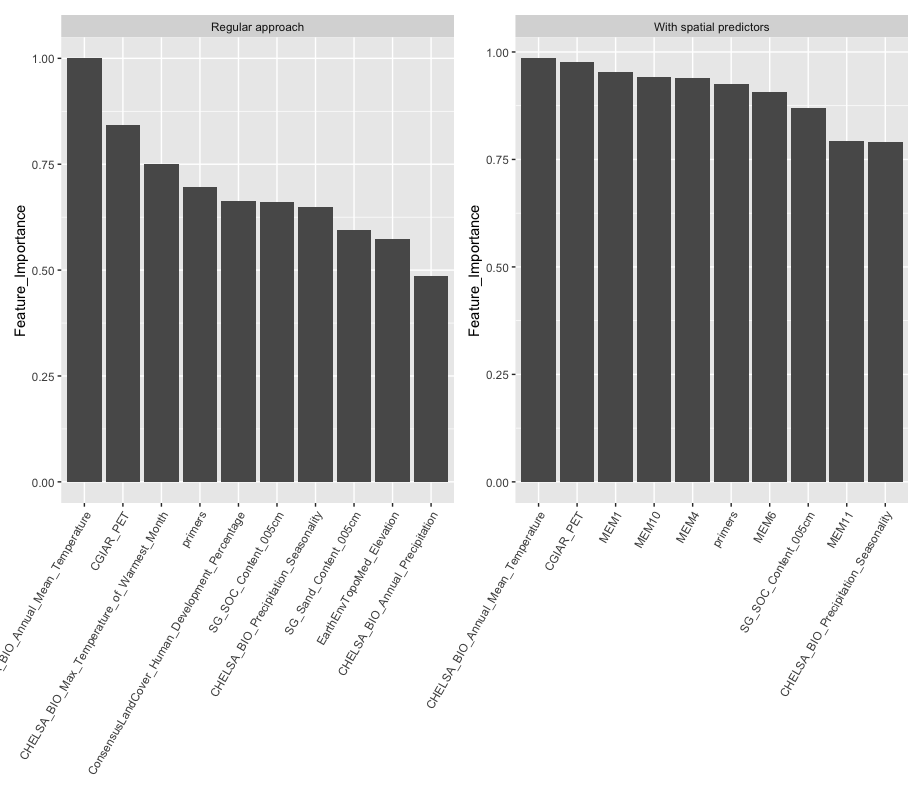 Regular approach
With spatial predictors
Feature_Importance
1.00
0.75
0.50
0.25
0.00
_BIO_Annual_Mean_Temperature
CGIAR_PET
CHELSA_BIO_Max_Temperature_of_Warmest_Month
primers
ConsensusLandCover_Human_Development_Percentage
SG_SOC_Content_005cm
CHELSA_BIO_Precipitation_Seasonality
SG_Sand_Content_005cm
EarthEnvTopoMed_Elevation
CHELSA_BIO_Annual_Precipitation
Feature_Importance
1.00
0.75
0.50
0.25
0.00
CHELSA_BIO_Annual_Mean_Temperature
CGIAR_PET
MEM1
MEM10
MEM4
primers
MEM6
SG_SOC_Content_005cm
MEM11
CHELSA_BIO_Precipitation_Seasonality